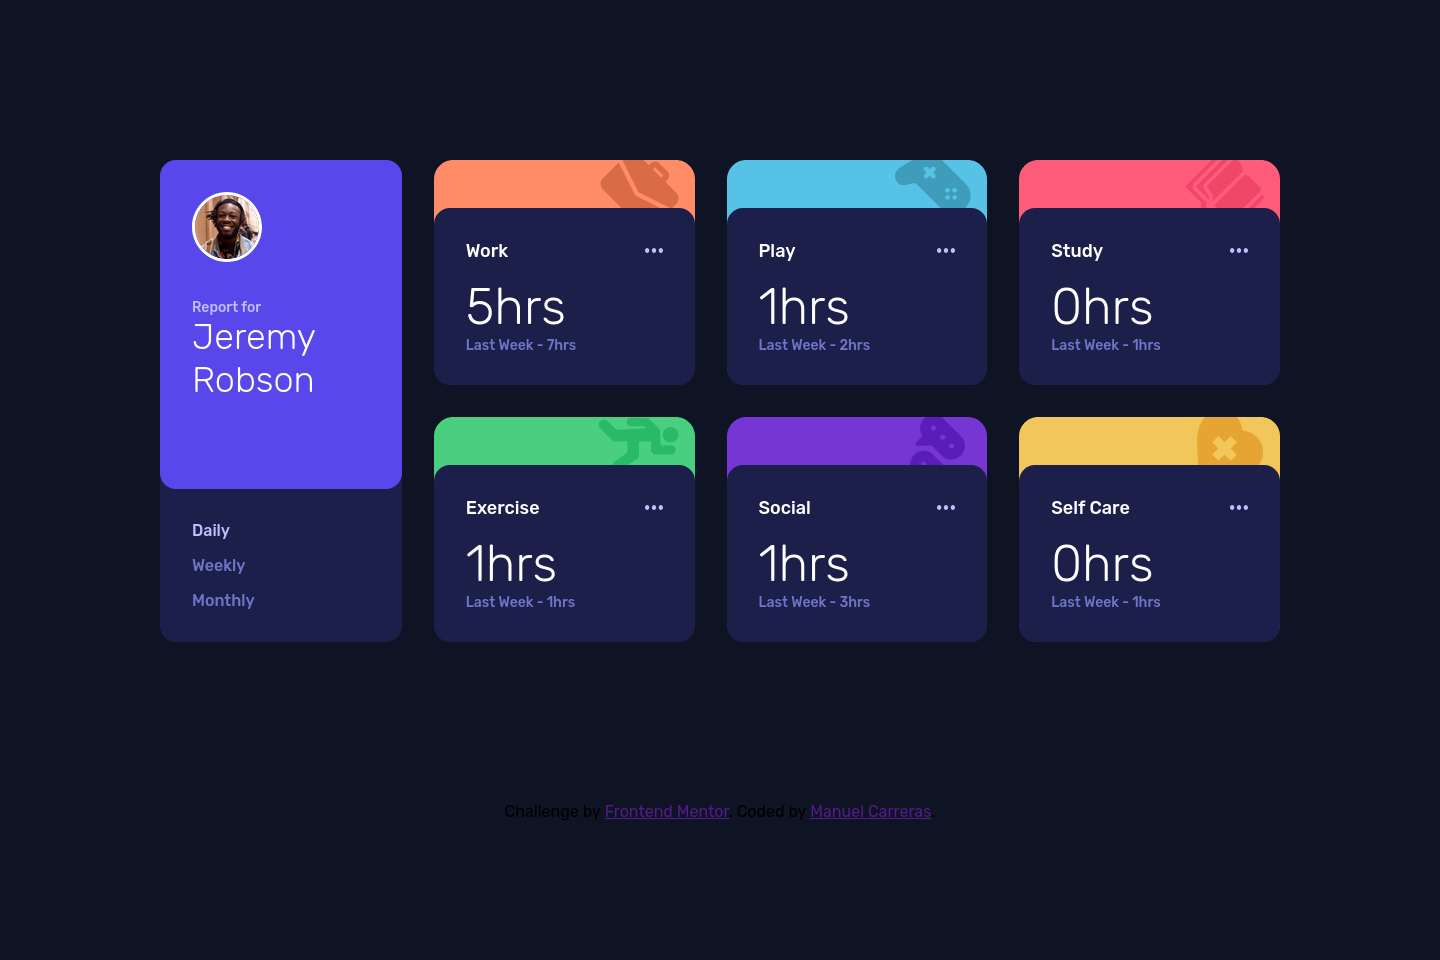 Report for
Jeremy
Robson
Daily
Weekly
Monthly
Work
5hrs
Last Week - 7hrs
Play
1hrs
Last Week - 2hrs
Study
0hrs
Last Week - 1hrs
Exercise
1hrs
Last Week - 1hrs
Social
1hrs
Last Week - 3hrs
Self Care
0hrs
Last Week - 1hrs
Challenge by Frontend Mentor. Coded by Manuel Carreras.